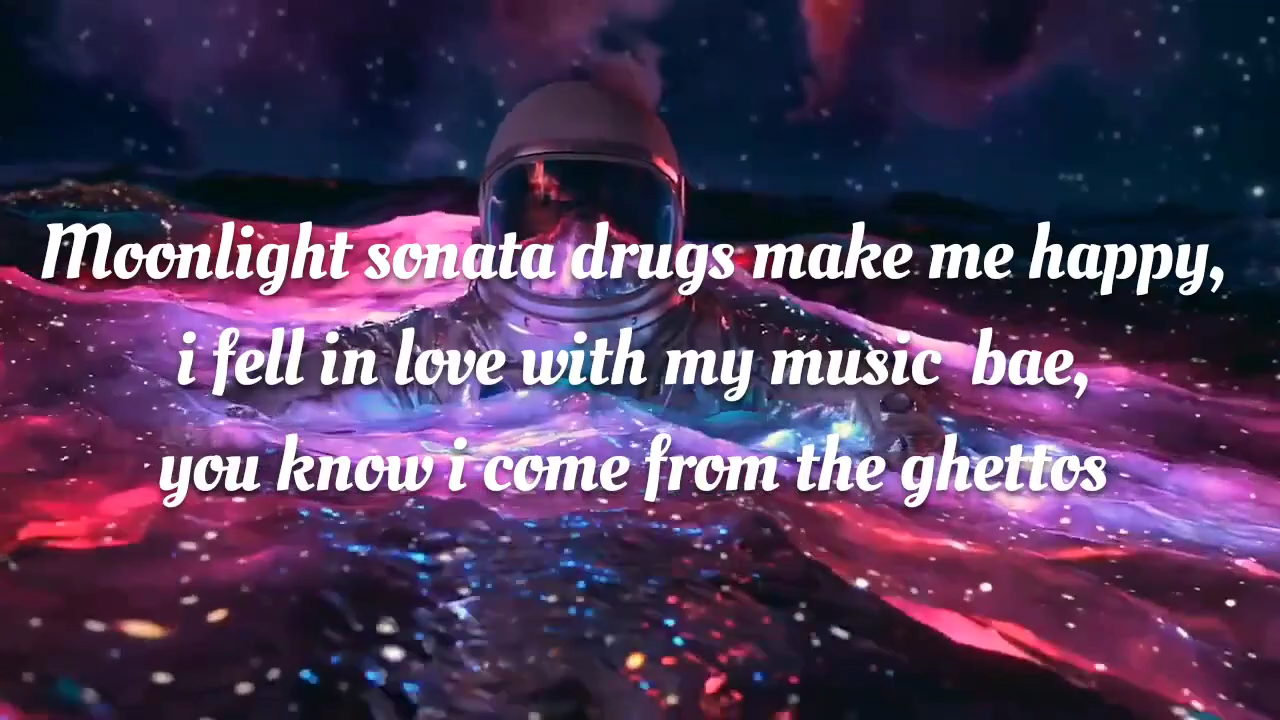 Moonlight sonata drugs make me happy,
i fell in love with my music bae,
you know i come from the ghettos